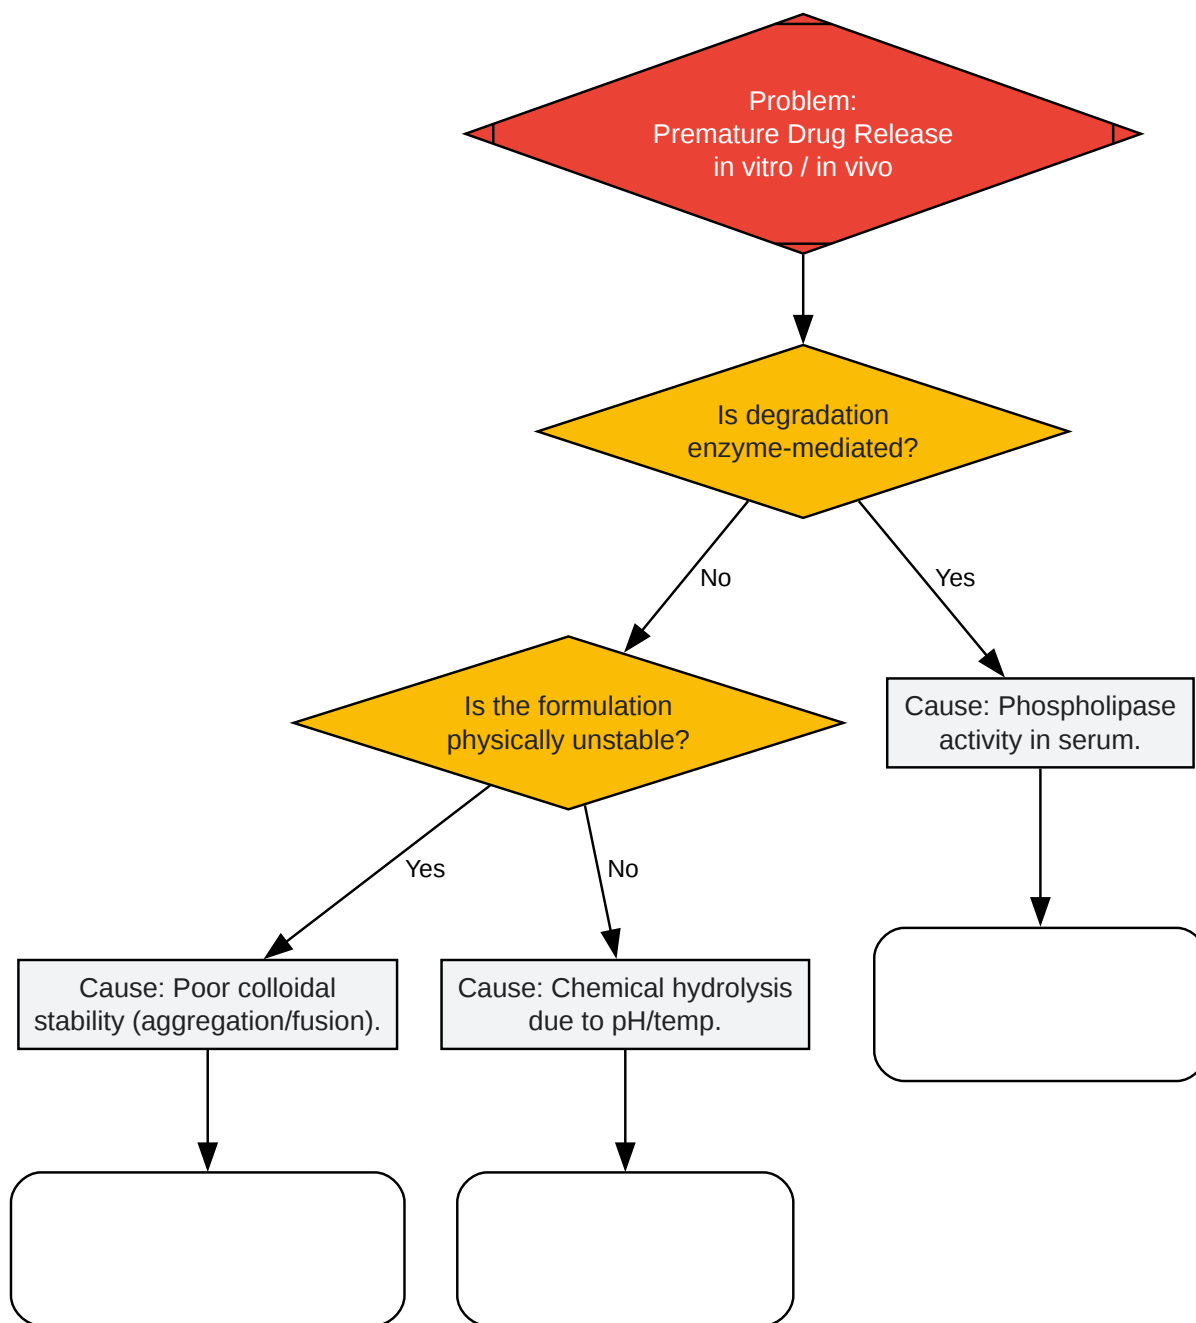 Problem:
Premature Drug Release
in vitro / in vivo
Is degradation
enzyme-mediated?
No
Yes
Is the formulation
physically unstable?
Cause: Phospholipase
activity in serum.
Yes
No
Cause: Poor colloidal
stability (aggregation/fusion).
Cause: Chemical hydrolysis
due to pH/temp.